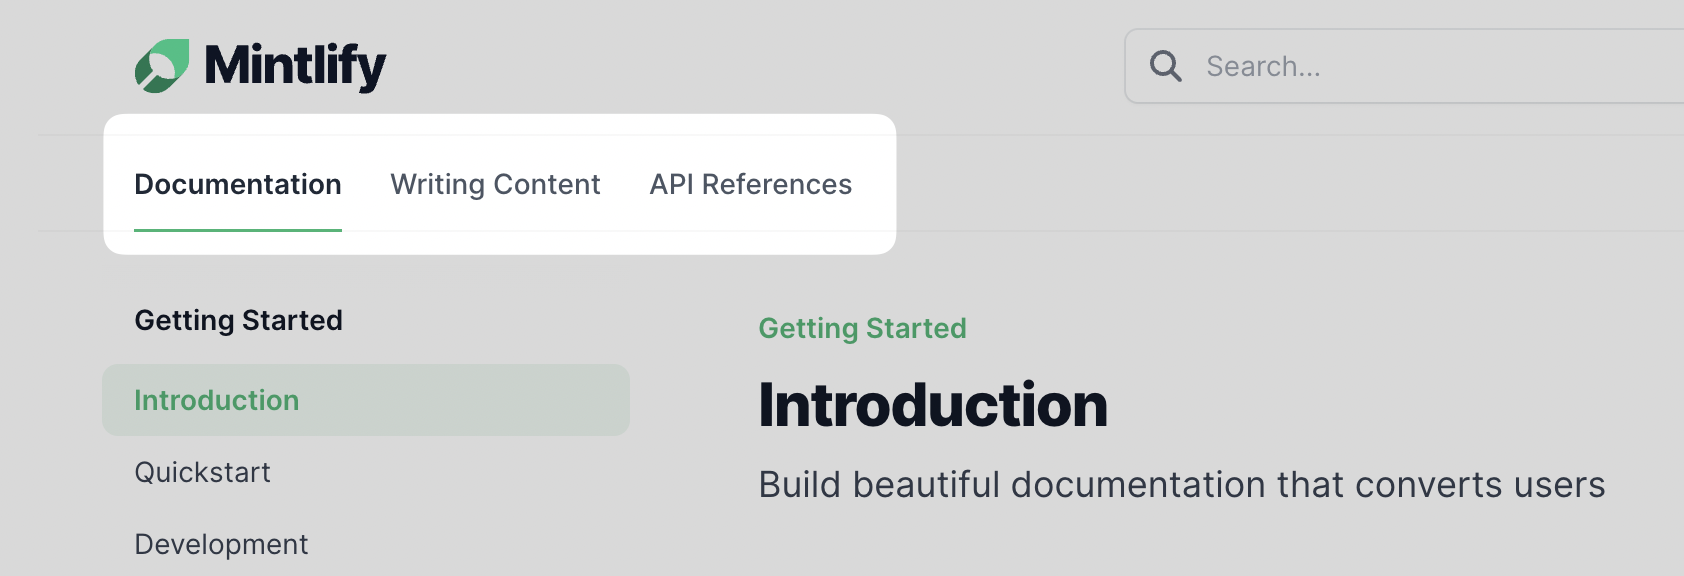 Mintlify
Search...
Documentation
Writing Content
API References
Getting Started
Introduction
Quickstart
Development
Getting Started
Introduction
Build beautiful documentation that converts users